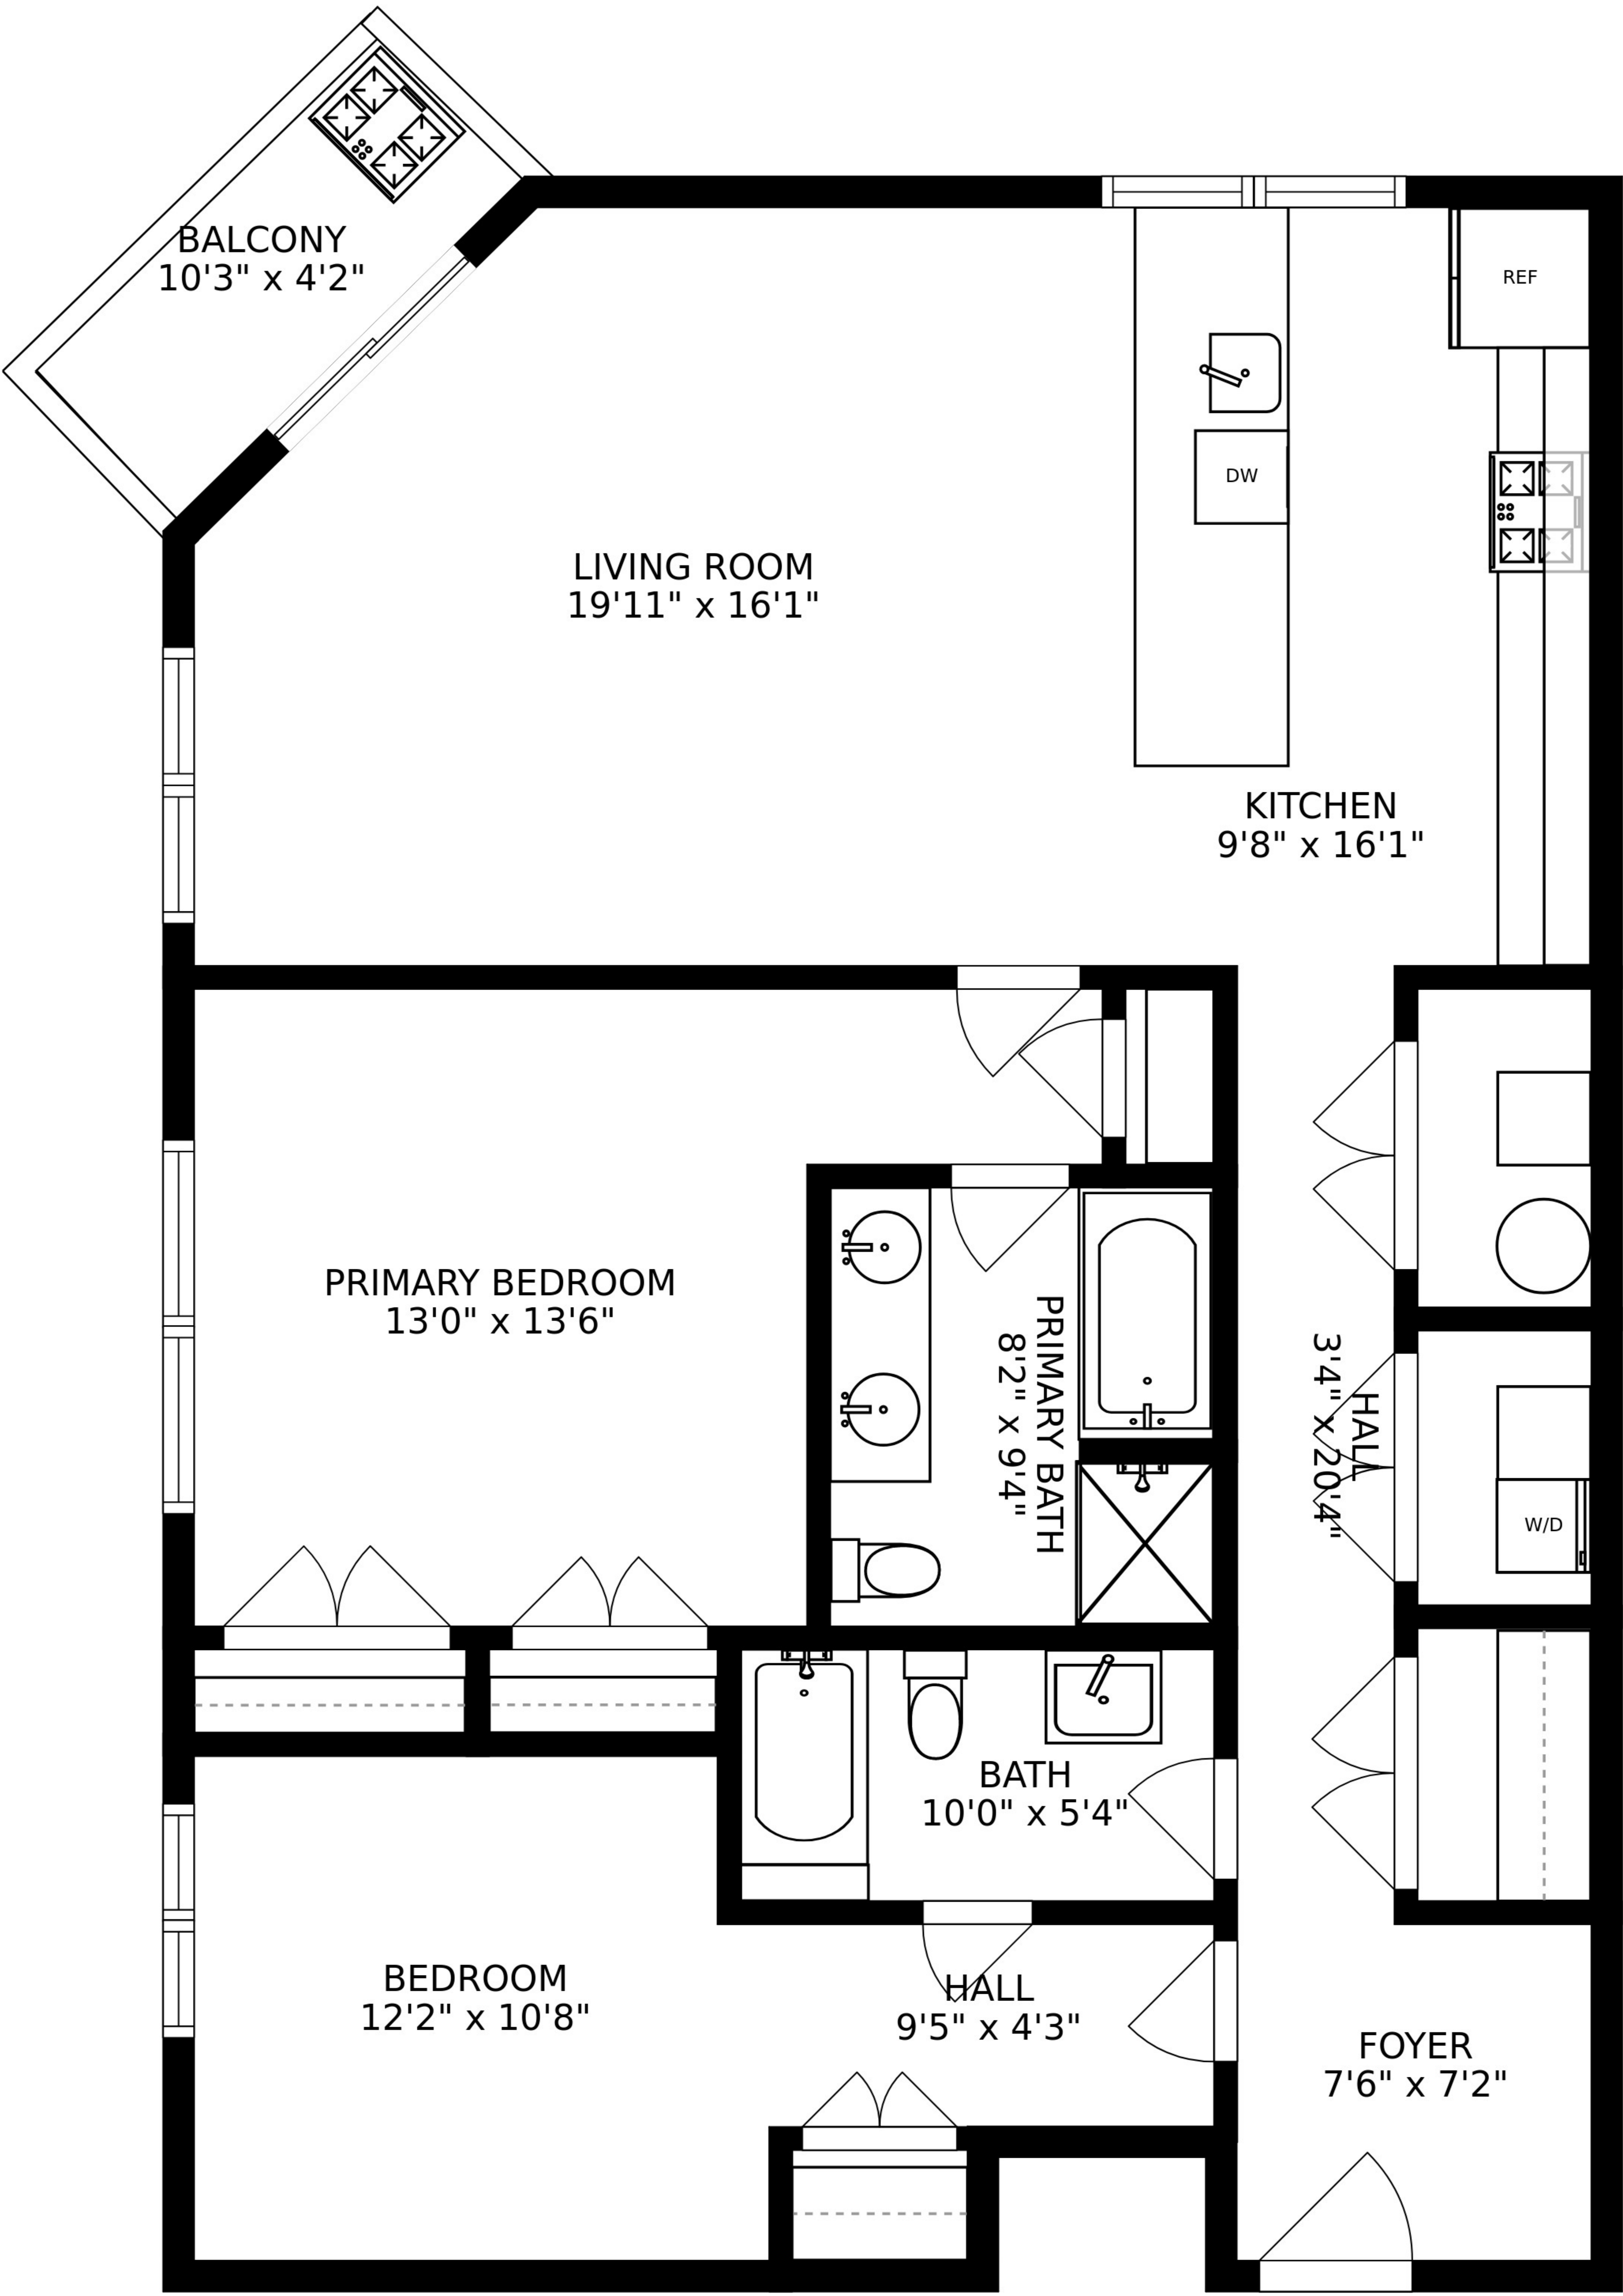 BALCONY
10'3" x 4'2"
REF
DW
LIVING ROOM
19'11" x 16'1"
KITCHEN
9'8" x 16'1"
PRIMARY BEDROOM
13'0" x 13'6"
PRIMARY BATH
8'2" x 9'4"
HALL
3'4" x 20'4"
W/D
BATH
10'0" x 5'4"
BEDROOM
12'2" x 10'8"
HALL
9'5" x 4'3"
FOYER
7'6" x 7'2"